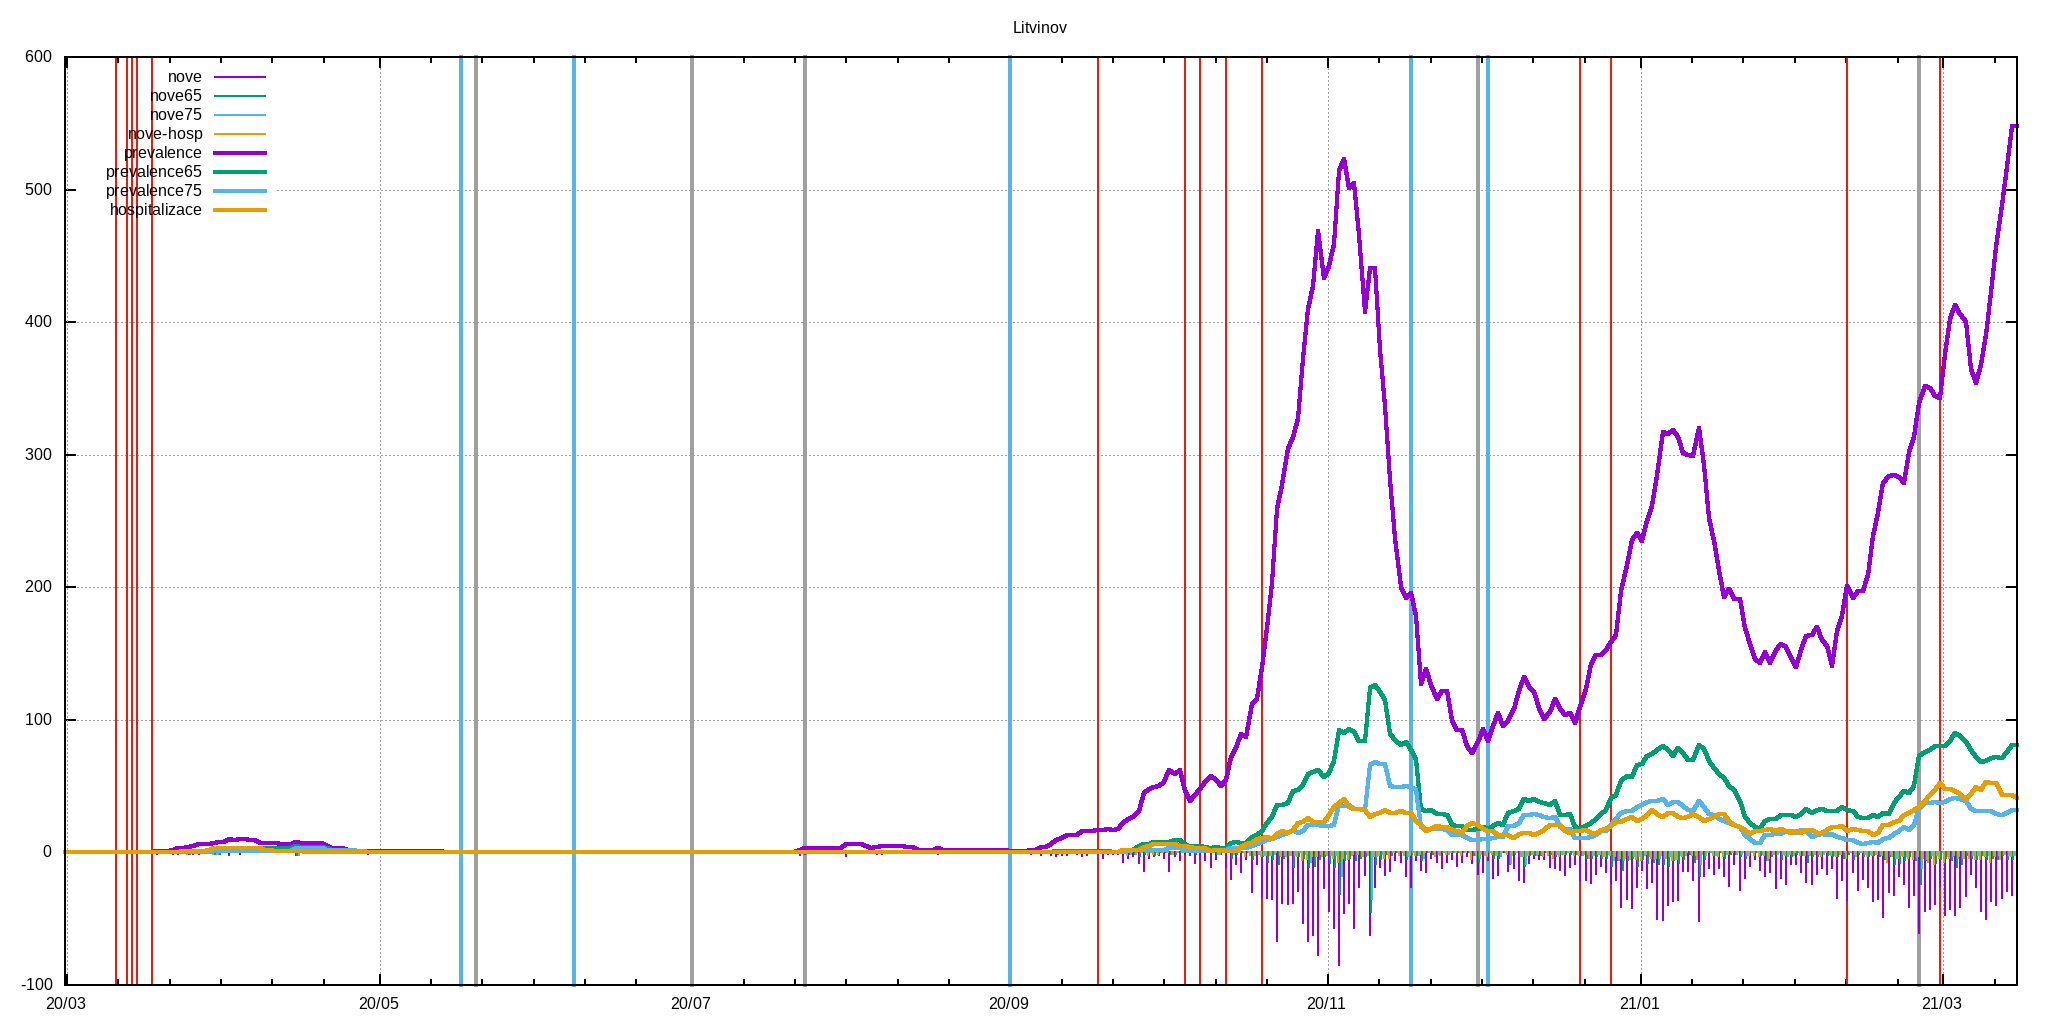 Litvinov
600
nove
nove65
nove75
nove-hosp
prevalence
prevalence65
prevalence75
hospitalizace
500
400
300
200
100
0
-100
20/03 20/05 20/07 20/09 20/11 21/01 21/03